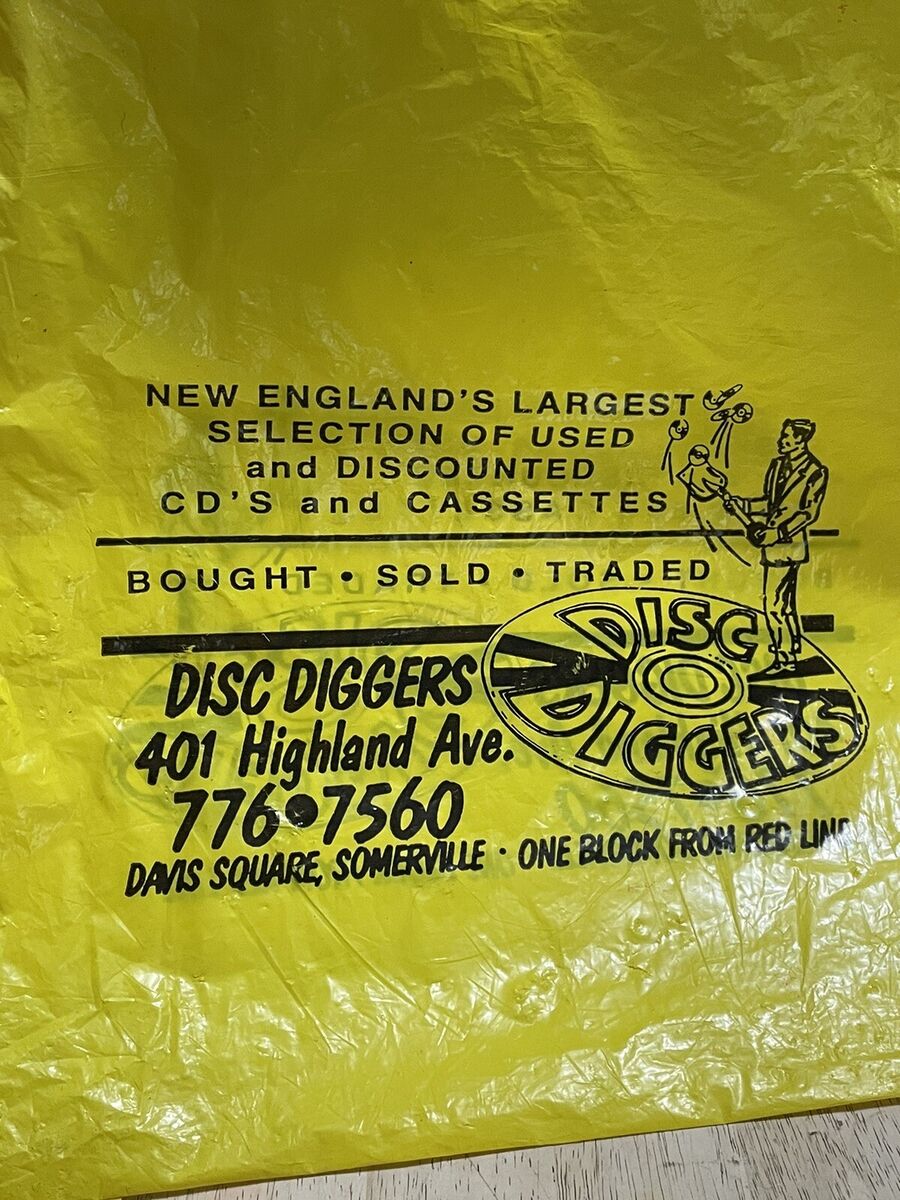 NEW ENGLAND'S LARGEST
SELECTION OF USED
and DISCOUNTED
CD'S and CASSETTES
BOUGHT • SOLD • TRADED
DISC DIGGERS
401 Highland Ave.
776•7560
DAVIS SQUARE, SOMERVILLE · ONE BLOCK FROM RED LINE
DISC
DIGGERS